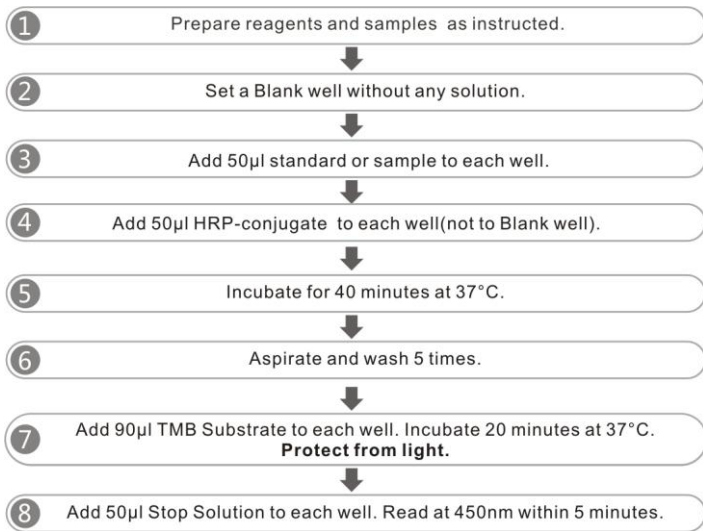 1 Prepare reagents and samples as instructed.
2 Set a Blank well without any solution.
3 Add 50μl standard or sample to each well.
4 Add 50μl HRP-conjugate to each well(not to Blank well).
5 Incubate for 40 minutes at 37°C.
6 Aspirate and wash 5 times.
7 Add 90μl TMB Substrate to each well. Incubate 20 minutes at 37°C.
Protect from light.
8 Add 50μl Stop Solution to each well. Read at 450nm within 5 minutes.